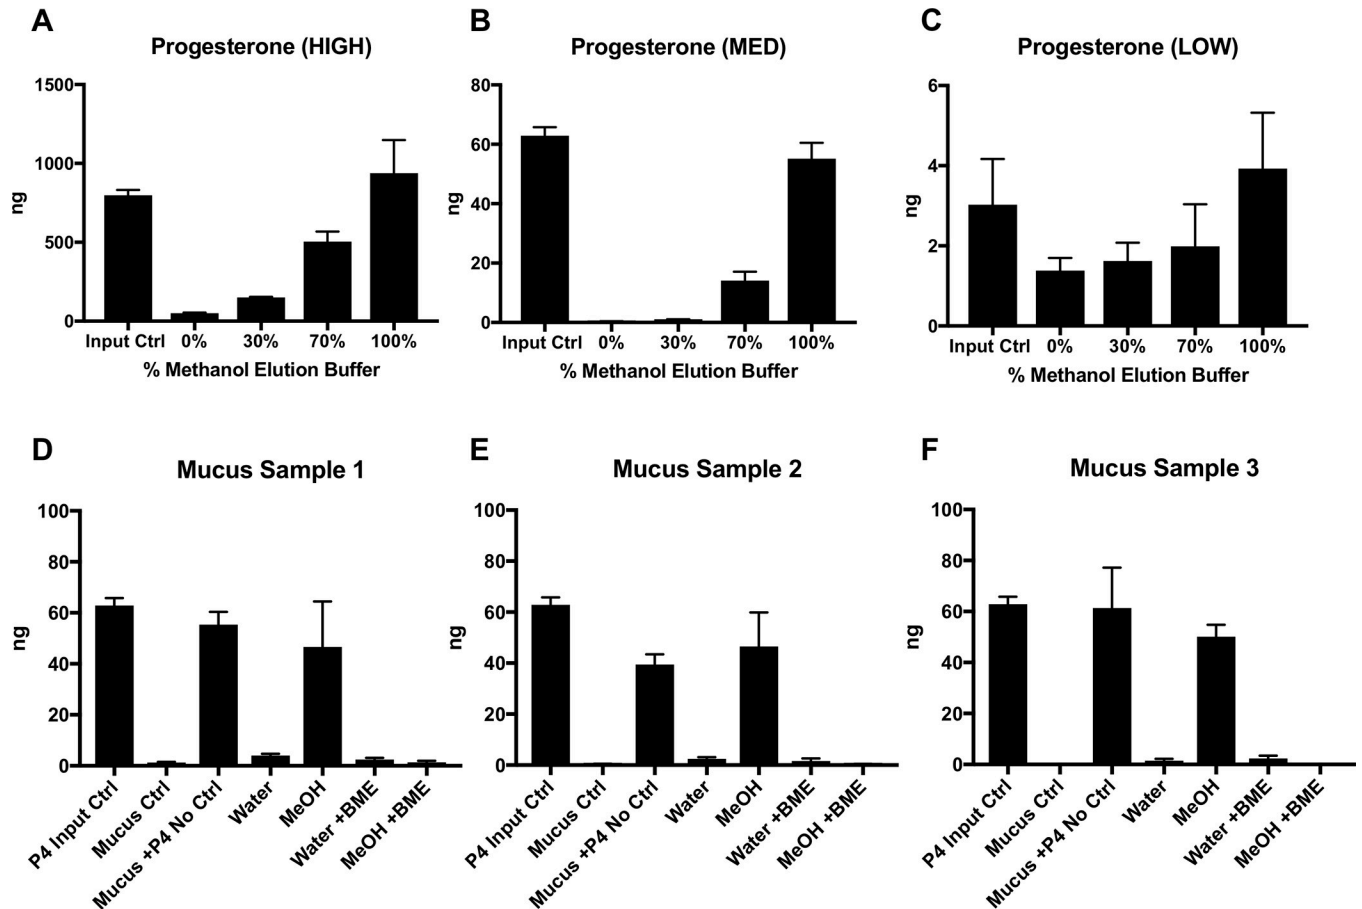 A
Progesterone (HIGH)
ng
1500
1000
500
0
Input Ctrl 0% 30% 70% 100%
% Methanol Elution Buffer
B
Progesterone (MED)
ng
80
60
40
20
0
Input Ctrl 0% 30% 70% 100%
% Methanol Elution Buffer
C
Progesterone (LOW)
ng
6
4
2
0
Input Ctrl 0% 30% 70% 100%
% Methanol Elution Buffer
D
Mucus Sample 1
ng
100
80
60
40
20
0
P4 Input Ctrl
Mucus Ctrl
Mucus +P4 No Ctrl
Water
MeOH
Water +BME
MeOH +BME
E
Mucus Sample 2
ng
100
80
60
40
20
0
P4 Input Ctrl
Mucus Ctrl
Mucus +P4 No Ctrl
Water
MeOH
Water +BME
MeOH +BME
F
Mucus Sample 3
ng
100
80
60
40
20
0
P4 Input Ctrl
Mucus Ctrl
Mucus +P4 No Ctrl
Water
MeOH
Water +BME
MeOH +BME